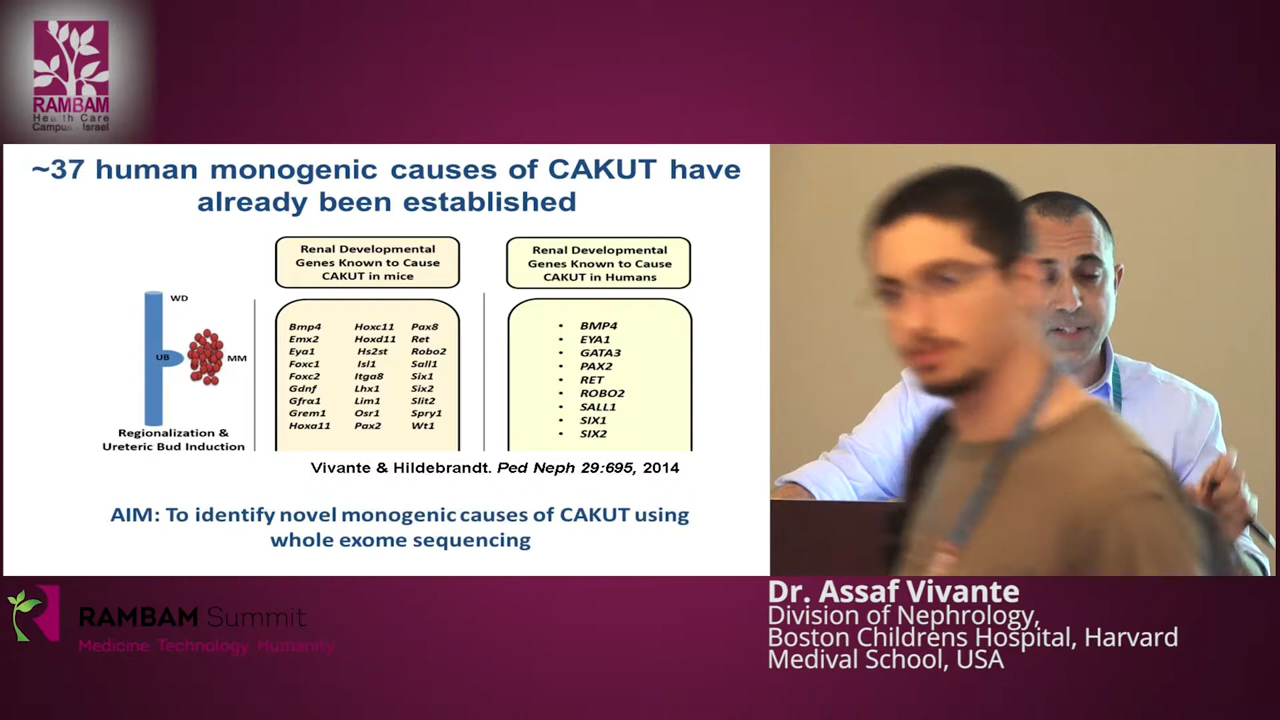 RAMBAM
Health Care
Campus Israel
~37 human monogenic causes of CAKUT have
already been established
Renal Developmental
Genes Known to Cause
CAKUT in mice
Renal Developmental
Genes Known to Cause
CAKUT in Humans
WD
UB
MM
Regionalization &
Ureteric Bud Induction
Bmp4 Hoxc11 Pax8
Emx2 Hoxd11 Ret
Eya1 Hs2st Robo2
Foxc1 Isl1 Sall1
Foxc2 Itga8 Six1
Gdnf Lhx1 Six2
Gfrα1 Lim1 Slit2
Grem1 Osr1 Spry1
Hoxa11 Pax2 Wt1
• BMP4
• EYA1
• GATA3
• PAX2
• RET
• ROBO2
• SALL1
• SIX1
• SIX2
Vivante & Hildebrandt. Ped Neph 29:695, 2014
AIM: To identify novel monogenic causes of CAKUT using
whole exome sequencing
RAMBAM Summit
Medicine. Technology. Humanity
Dr. Assaf Vivante
Division of Nephrology,
Boston Childrens Hospital, Harvard
Medival School, USA